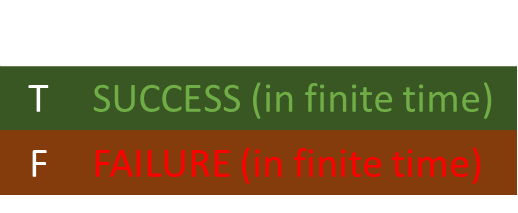 T SUCCESS (in finite time)
F FAILURE (in finite time)